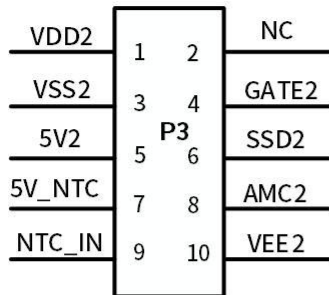 VDD2 1 2 NC
VSS2 3 4 GATE2
P3
5V2 5 6 SSD2
5V_NTC 7 8 AMC2
NTC_IN 9 10 VEE2